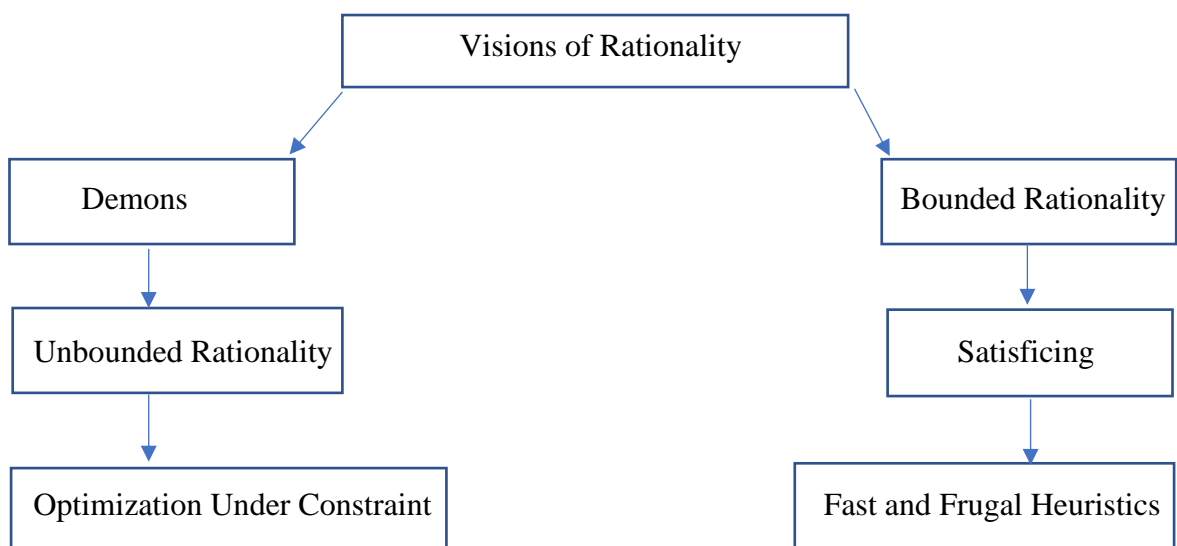 Visions of Rationality
Demons
Bounded Rationality
Unbounded Rationality
Satisficing
Optimization Under Constraint
Fast and Frugal Heuristics